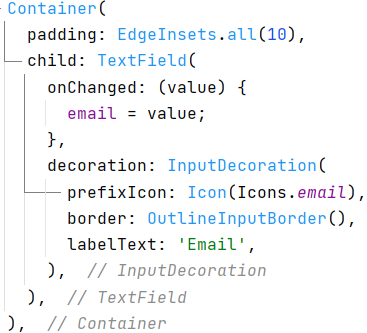 Container(
  padding: EdgeInsets.all(10),
  child: TextField(
    onChanged: (value) {
      email = value;
    },
    decoration: InputDecoration(
      prefixIcon: Icon(Icons.email),
      border: OutlineInputBorder(),
      labelText: 'Email',
    ), // InputDecoration
  ), // TextField
), // Container